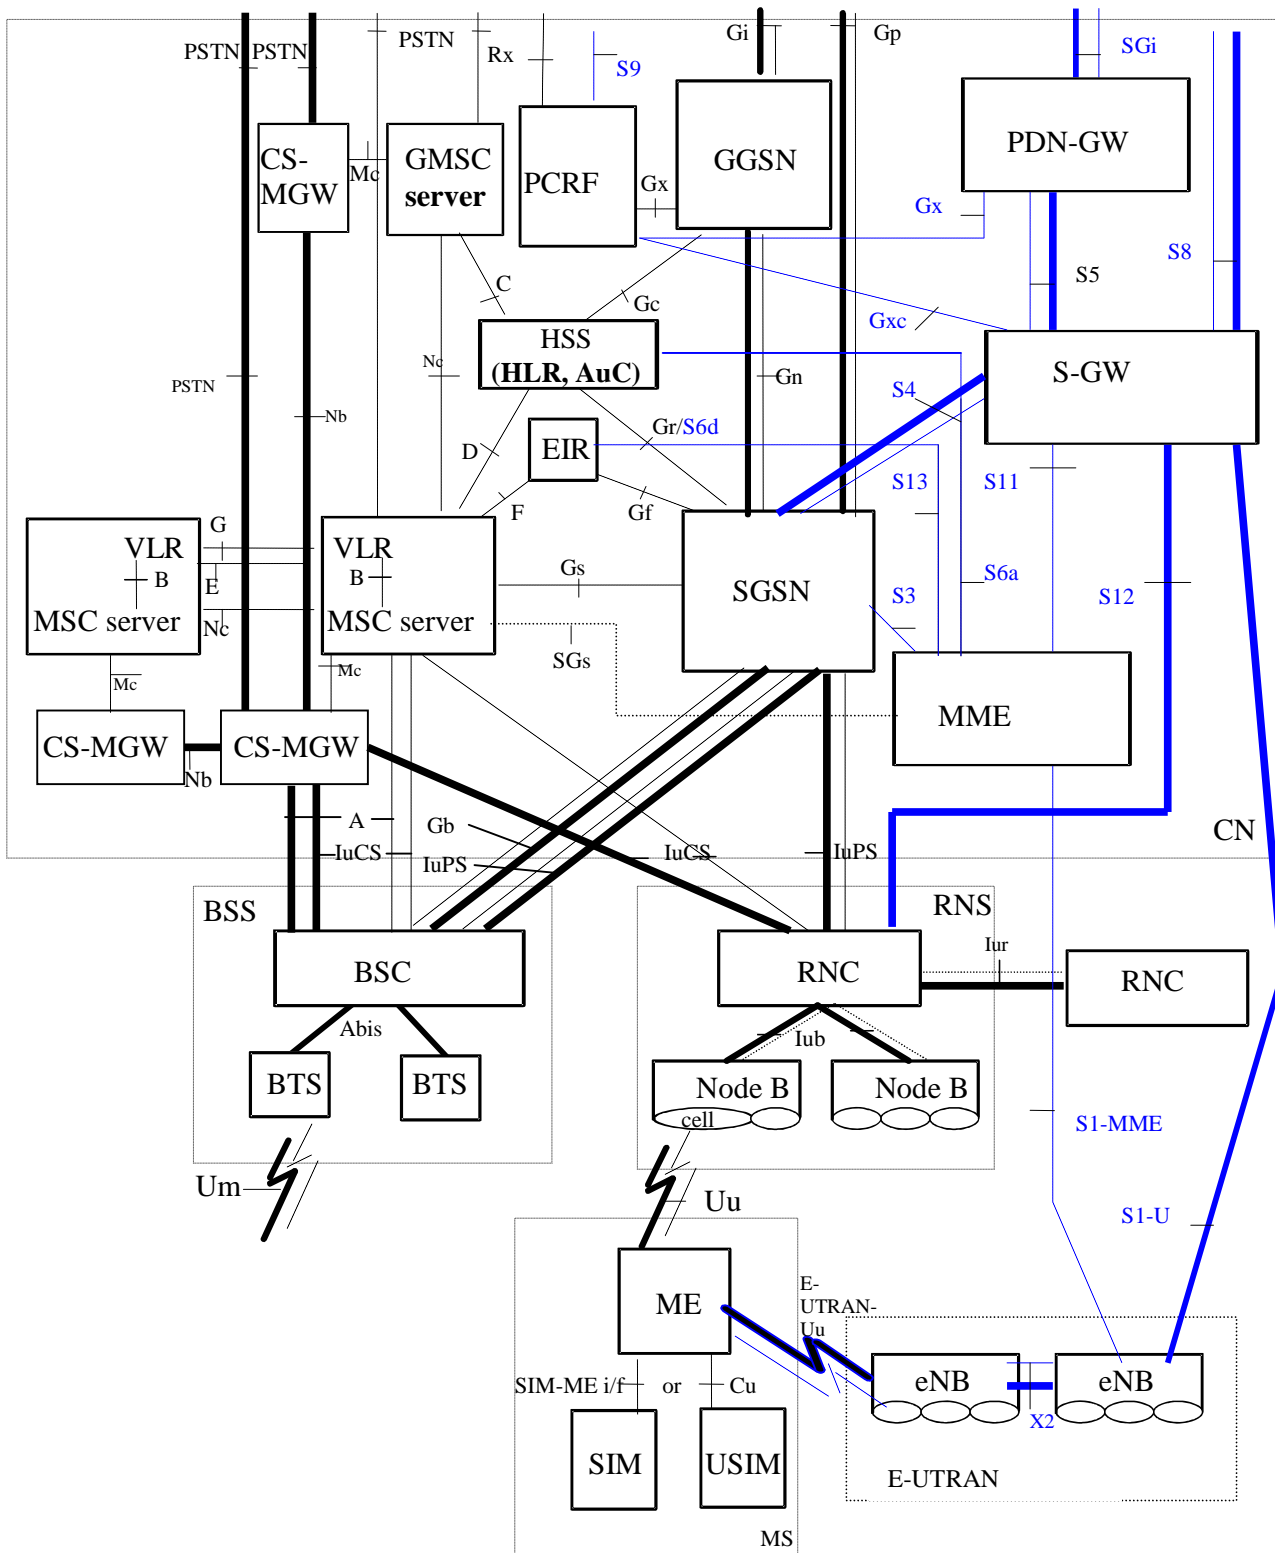 Gi
Gp
PSTN
PSTN
PSTN
Rx
S9
SGi
CS-
MGW
Mc
GMSC
server
PCRF
Gx
GGSN
PDN-GW
Gx
S5
S8
C
Gc
Gxc
HSS
(HLR, AuC)
PSTN
Nc
Gn
S-GW
Nb
S4
D
EIR
Gr/S6d
S13
S11
F
Gf
G
VLR
B
E
MSC server
Nc
VLR
B
MSC server
Gs
SGSN
S3
S6a
S12
SGs
Mc
Mc
MME
CS-MGW
Nb
CS-MGW
A
Gb
IuCS
IuPS
IuCS
IuPS
CN
BSS
RNS
BSC
RNC
Iur
RNC
Abis
Iub
BTS
BTS
Node B
cell
Node B
S1-MME
Um
Uu
S1-U
ME
E-
UTRAN-
Uu
SIM-ME i/f
or
Cu
eNB
X2
eNB
SIM
USIM
E-UTRAN
MS